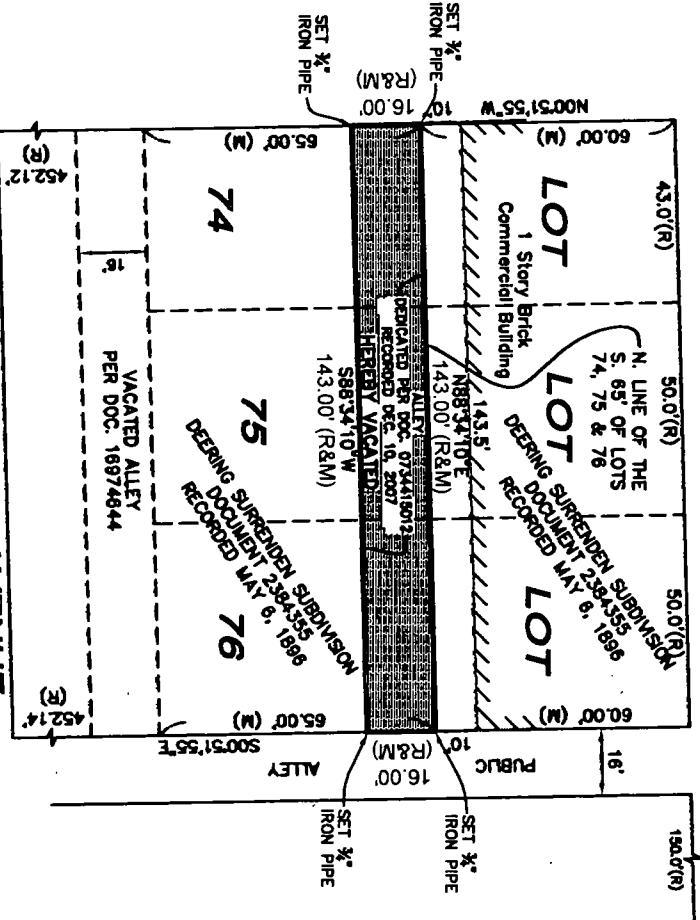 43.0'(R)
50.0'(R)
50.0'(R)
150.0'(R)
N00°51'55"W
60.00' (M)
LOT
LOT
LOT
1 Story Brick
Commercial Building
N. LINE OF THE
S. 65' OF LOTS
74, 75 & 76
DEERING SURRENDEN SUBDIVISION
DOCUMENT 2384355
RECORDED MAY 6, 1896
60.00' (M)
16'
PUBLIC
ALLEY
10'
10'
143.5'
N88°34'10"E
143.00' (R&M)
SET ¾"
IRON PIPE
SET ¾"
IRON PIPE
16.00'
(R&M)
ALLEY
DEDICATED PER DOC. 0734418012
RECORDED DEC. 10, 2007
HEREBY VACATED
16.00'
(R&M)
SET ¾"
IRON PIPE
SET ¾"
IRON PIPE
S88°34'10"W
143.00' (R&M)
65.00' (M)
74
75
76
DEERING SURRENDEN SUBDIVISION
DOCUMENT 2384355
RECORDED MAY 6, 1896
65.00' (M)
S00°51'55"E
16'
VACATED ALLEY
PER DOC. 16974644
452.12'
(R)
452.14'
(R)